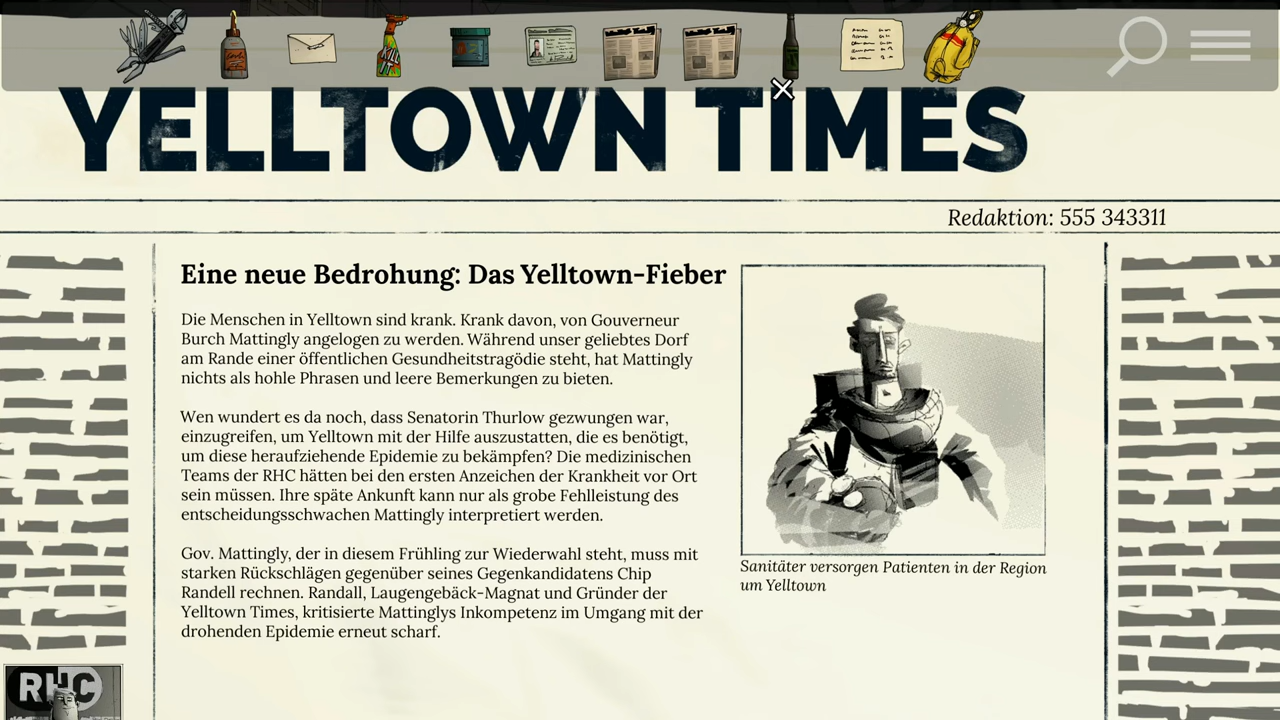 YELLTOWN TIMES
Redaktion: 555 343311
Eine neue Bedrohung: Das Yelltown-Fieber
Die Menschen in Yelltown sind krank. Krank davon, von Gouverneur
Burch Mattingly angelogen zu werden. Während unser geliebtes Dorf
am Rande einer öffentlichen Gesundheitstragödie steht, hat Mattingly
nichts als hohle Phrasen und leere Bemerkungen zu bieten.
Wen wundert es da noch, dass Senatorin Thurlow gezwungen war,
einzugreifen, um Yelltown mit der Hilfe auszustatten, die es benötigt,
um diese heraufziehende Epidemie zu bekämpfen? Die medizinischen
Teams der RHC hätten bei den ersten Anzeichen der Krankheit vor Ort
sein müssen. Ihre späte Ankunft kann nur als grobe Fehlleistung des
entscheidungsschwachen Mattingly interpretiert werden.
Gov. Mattingly, der in diesem Frühling zur Wiederwahl steht, muss mit
starken Rückschlägen gegenüber seines Gegenkandidatens Chip
Randell rechnen. Randall, Laugengebäck-Magnat und Gründer der
Yelltown Times, kritisierte Mattinglys Inkompetenz im Umgang mit der
drohenden Epidemie erneut scharf.
Sanitäter versorgen Patienten in der Region
um Yelltown
RHC